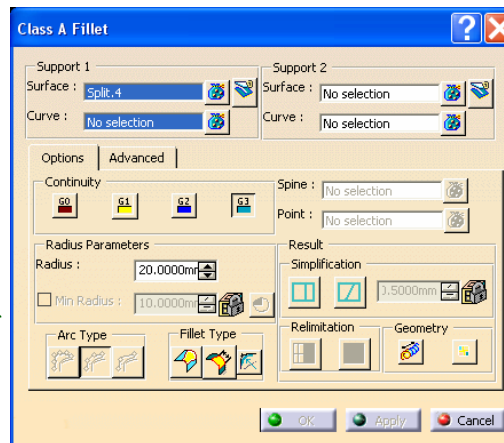 Class A Fillet
Support 1
Surface : Split.4
Curve : No selection
Support 2
Surface : No selection
Curve : No selection
Options Advanced
Continuity
G0 G1 G2 G3
Spine : No selection
Point : No selection
Radius Parameters
Radius : 20.0000mm
Min Radius : 10.0000mm
Result
Simplification
0.5000mm
Relimitation
Geometry
Arc Type
Fillet Type
OK Apply Cancel